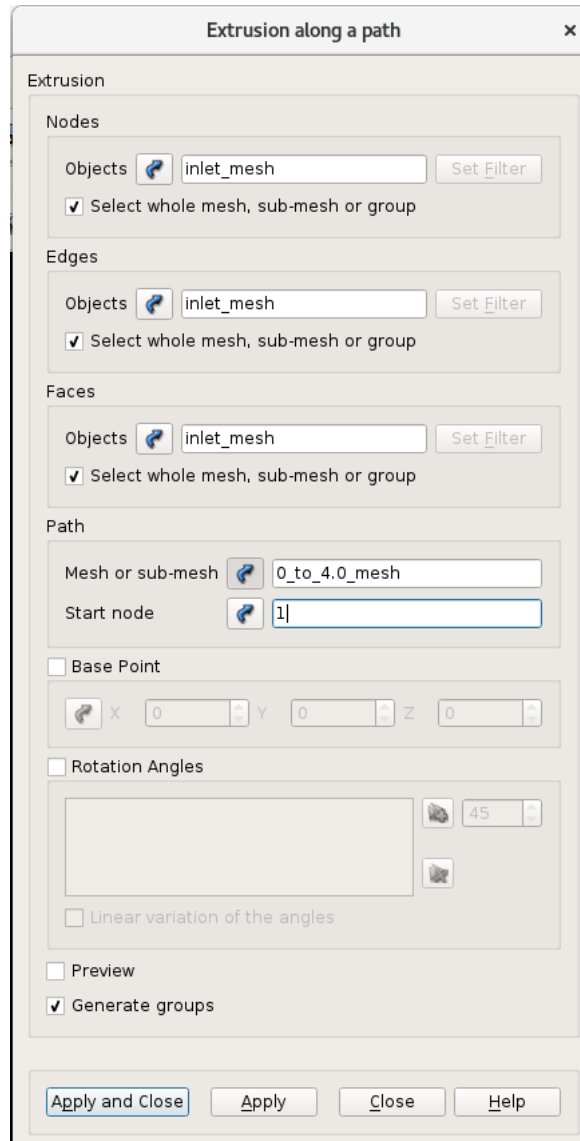 Extrusion along a path ×
Extrusion
Nodes
Objects inlet_mesh Set Filter
Select whole mesh, sub-mesh or group
Edges
Objects inlet_mesh Set Filter
Select whole mesh, sub-mesh or group
Faces
Objects inlet_mesh Set Filter
Select whole mesh, sub-mesh or group
Path
Mesh or sub-mesh 0_to_4.0_mesh
Start node 1
Base Point
X 0 Y 0 Z 0
Rotation Angles
45
Linear variation of the angles
Preview
Generate groups
Apply and Close Apply Close Help